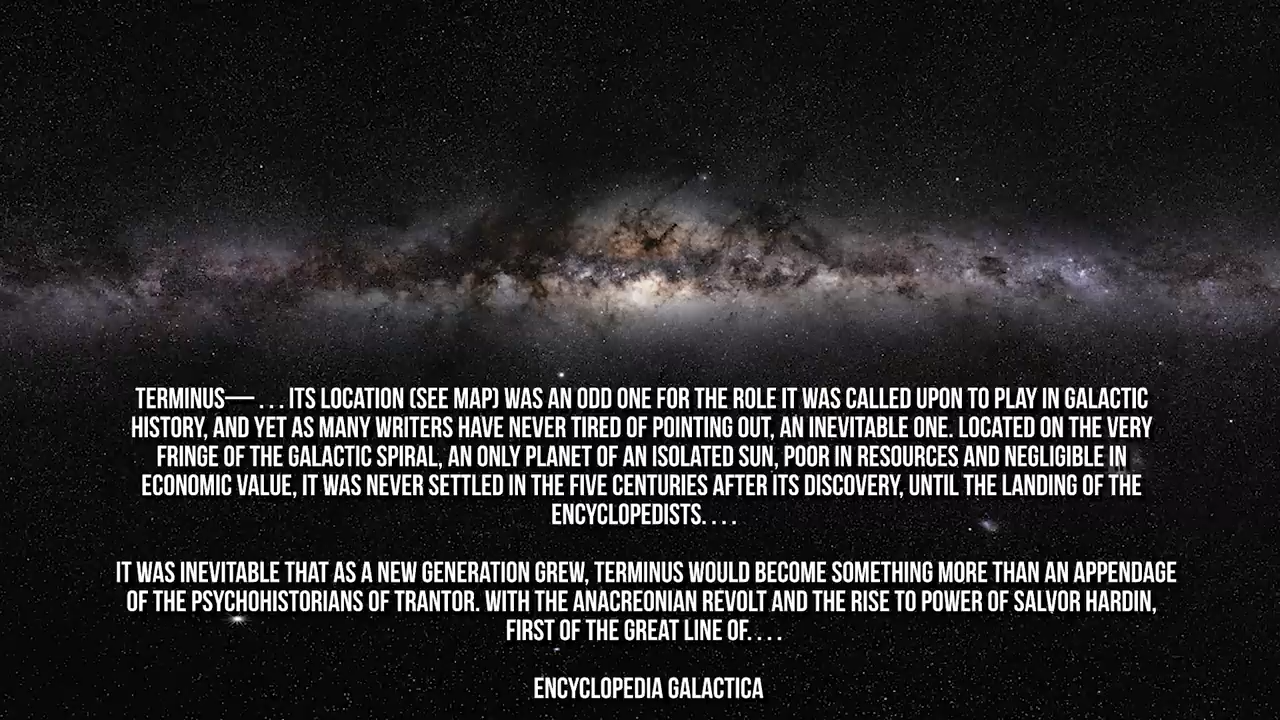 TERMINUS— . . . ITS LOCATION (SEE MAP) WAS AN ODD ONE FOR THE ROLE IT WAS CALLED UPON TO PLAY IN GALACTIC
HISTORY, AND YET AS MANY WRITERS HAVE NEVER TIRED OF POINTING OUT, AN INEVITABLE ONE. LOCATED ON THE VERY
FRINGE OF THE GALACTIC SPIRAL, AN ONLY PLANET OF AN ISOLATED SUN, POOR IN RESOURCES AND NEGLIGIBLE IN
ECONOMIC VALUE, IT WAS NEVER SETTLED IN THE FIVE CENTURIES AFTER ITS DISCOVERY, UNTIL THE LANDING OF THE
ENCYCLOPEDISTS. . . .
IT WAS INEVITABLE THAT AS A NEW GENERATION GREW, TERMINUS WOULD BECOME SOMETHING MORE THAN AN APPENDAGE
OF THE PSYCHOHISTORIANS OF TRANTOR. WITH THE ANACREONIAN REVOLT AND THE RISE TO POWER OF SALVOR HARDIN,
FIRST OF THE GREAT LINE OF. . . .
ENCYCLOPEDIA GALACTICA